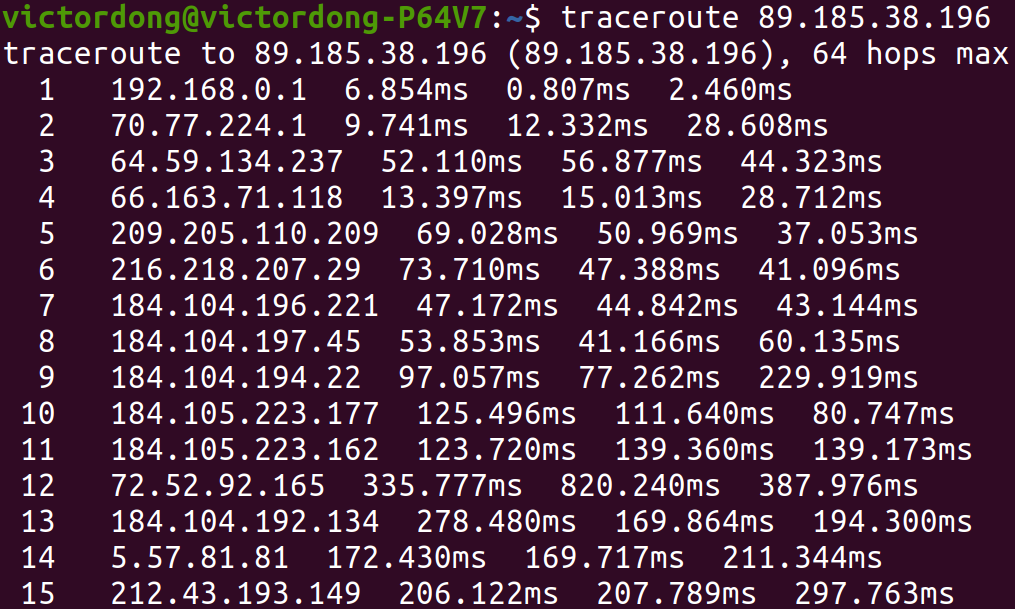 victordong@victordong-P64V7:~$ traceroute 89.185.38.196
traceroute to 89.185.38.196 (89.185.38.196), 64 hops max
1 192.168.0.1 6.854ms 0.807ms 2.460ms
2 70.77.224.1 9.741ms 12.332ms 28.608ms
3 64.59.134.237 52.110ms 56.877ms 44.323ms
4 66.163.71.118 13.397ms 15.013ms 28.712ms
5 209.205.110.209 69.028ms 50.969ms 37.053ms
6 216.218.207.29 73.710ms 47.388ms 41.096ms
7 184.104.196.221 47.172ms 44.842ms 43.144ms
8 184.104.197.45 53.853ms 41.166ms 60.135ms
9 184.104.194.22 97.057ms 77.262ms 229.919ms
10 184.105.223.177 125.496ms 111.640ms 80.747ms
11 184.105.223.162 123.720ms 139.360ms 139.173ms
12 72.52.92.165 335.777ms 820.240ms 387.976ms
13 184.104.192.134 278.480ms 169.864ms 194.300ms
14 5.57.81.81 172.430ms 169.717ms 211.344ms
15 212.43.193.149 206.122ms 207.789ms 297.763ms